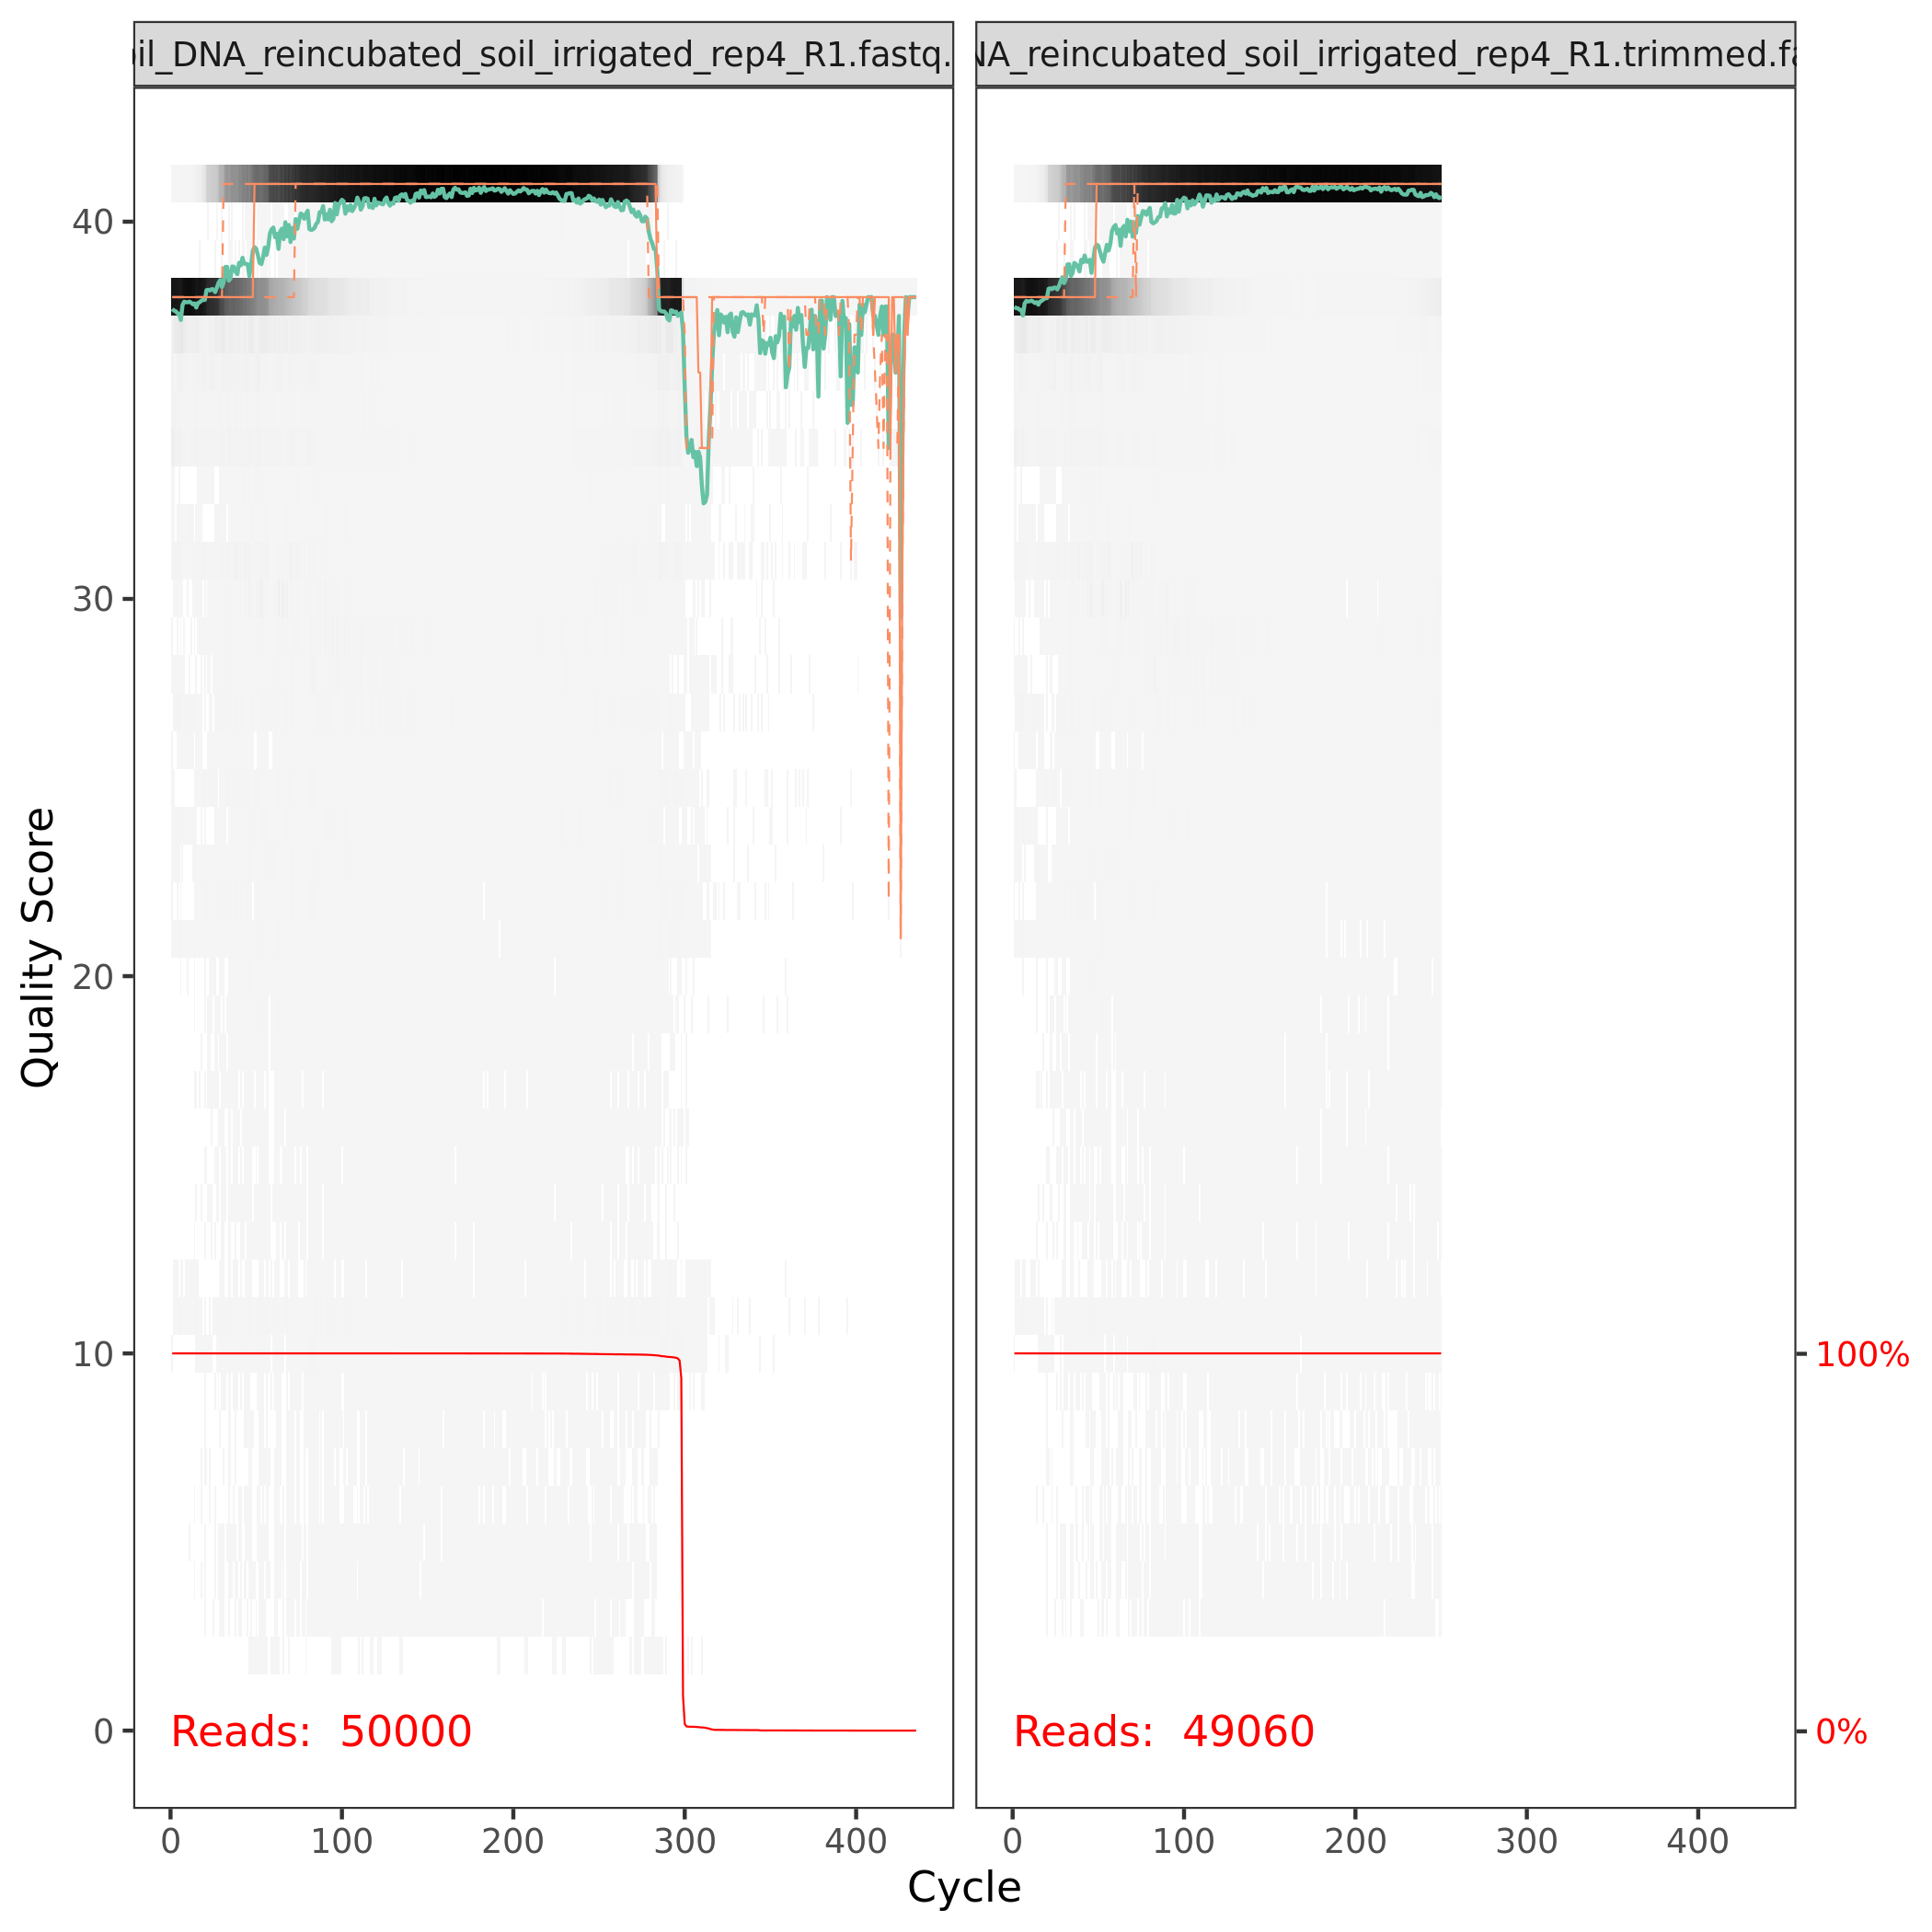 il_DNA_reincubated_soil_irrigated_rep4_R1.fastq.
NA_reincubated_soil_irrigated_rep4_R1.trimmed.fa
Quality Score
40
30
20
10
0
Reads: 50000
Reads: 49060
100%
0%
0 100 200 300 400
0 100 200 300 400
Cycle